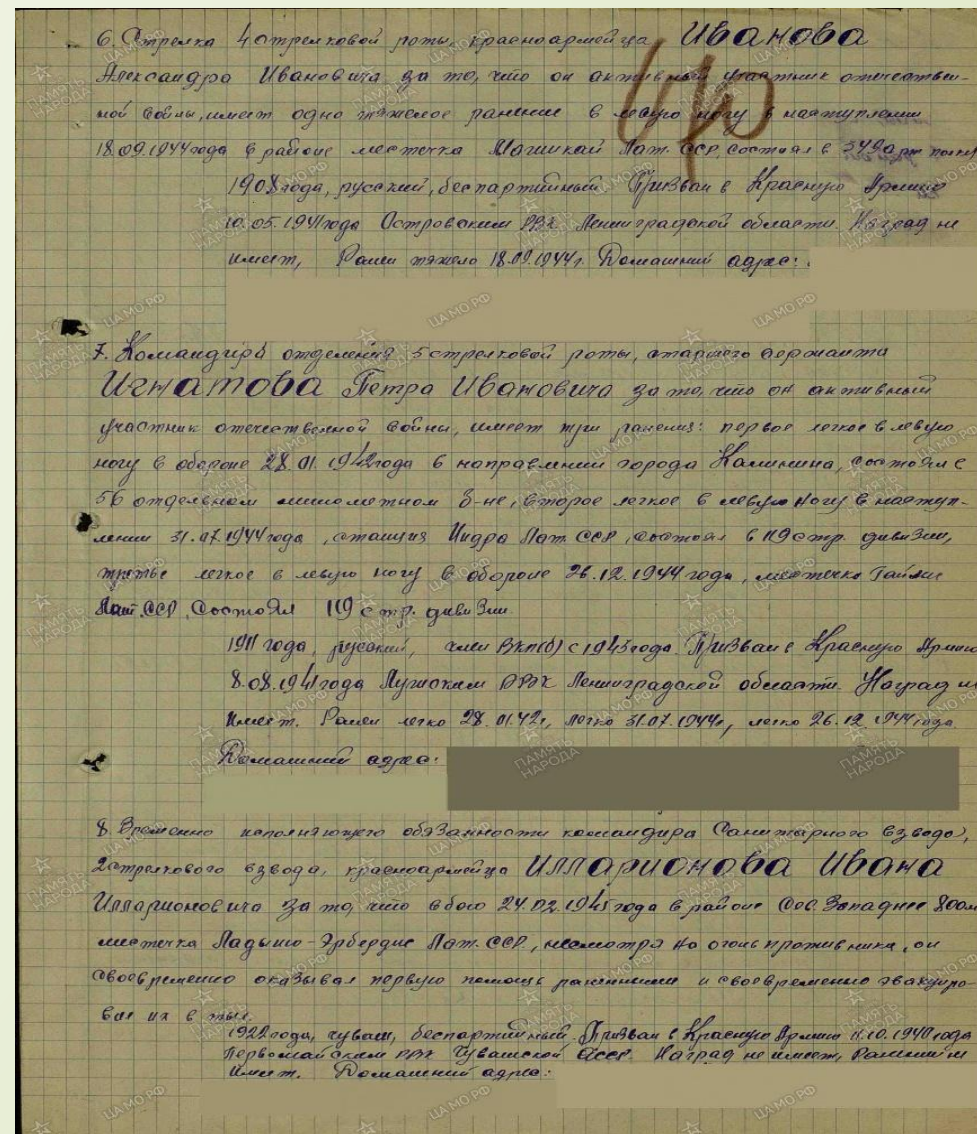 6. Стрелка 4 стрелковой роты, красноармейца Иванова
Александра Ивановича за то, что он активный участник отечествен-
ной войны, имеет одно тяжелое ранение в левую ногу в наступлении
18.09.1944 года в районе местечка Лат. ССР, состоял в
1908 года, русский, беспартийный. Призван в Красную Армию
10.05.1941 года Островским РВК Ленинградской области. Наград не
имеет, Ранен тяжело 18.09.1944 г. Домашний адрес:
7. Командира отделения 5 стрелковой роты, старшего сержанта
Игнатова Петра Ивановича за то, что он активный
участник отечественной войны, имеет три ранения: первое легкое в левую
ногу в обороне 28.01.1942 года в направлении города Калинина, состоял в
56 отдельном минометном б-не, второе легкое в левую ногу в наступ-
лении 31.07.1944 года, станция Индра Лат. ССР, состоял в 119 стр. дивизии,
третье легкое в левую ногу в обороне 26.12.1944 года, местечко
Лат. ССР, состоял 119 стр. дивизии.
1911 года, русский, член ВКП(б) с 1943 года. Призван в Красную Армию
8.08.1941 года Лужским РВК Ленинградской области. Наград не
имеет. Ранен легко 28.01.42 г, легко 31.07.1944 г, легко 26.12.1944 года
Домашний адрес:
8. Временно исполняющего обязанности командира Санитарного взвода,
2 стрелкового взвода, красноармейца Илларионова Ивана
Илларионовича за то, что в бою 24.02.1945 года в районе Сев. Западнее 800 м
местечка Лат. ССР, несмотря на огонь противника, он
своевременно оказывал первую помощь раненным и своевременно эвакуиро-
вал их в тыл.
1922 года, чуваш, беспартийный. Призван в Красную Армию 11.10.1940 года
Первомайским РВК Чувашской АССР. Наград не имеет, Ранений не
имеет. Домашний адрес: